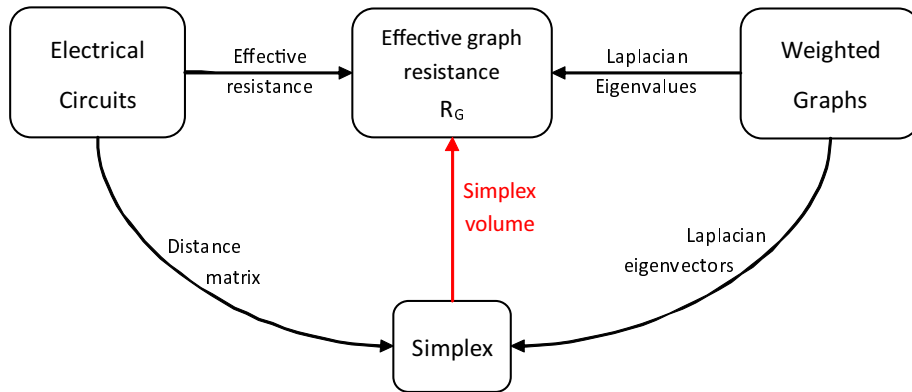 Electrical
Circuits
Effective
resistance
Effective graph
resistance
R_G
Laplacian
Eigenvalues
Weighted
Graphs
Simplex
volume
Distance
matrix
Laplacian
eigenvectors
Simplex